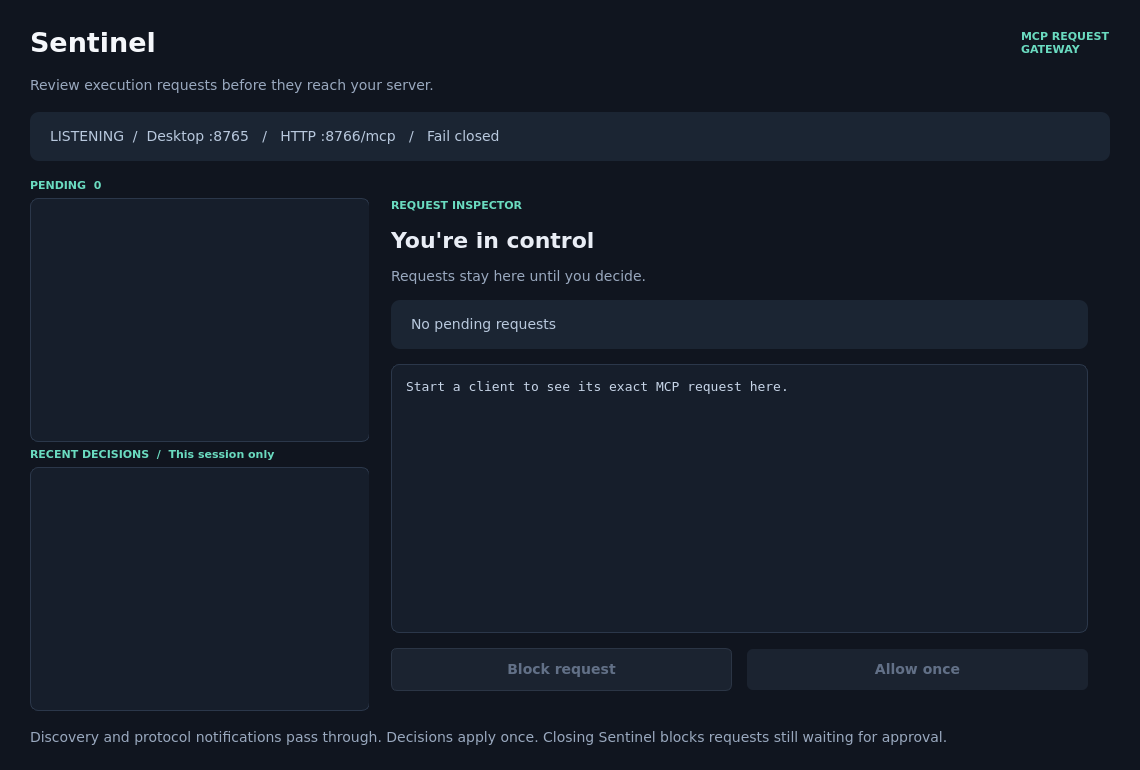 Sentinel
MCP REQUEST
GATEWAY
Review execution requests before they reach your server.
LISTENING / Desktop :8765 / HTTP :8766/mcp / Fail closed
PENDING 0
REQUEST INSPECTOR
You're in control
Requests stay here until you decide.
No pending requests
Start a client to see its exact MCP request here.
RECENT DECISIONS / This session only
Block request
Allow once
Discovery and protocol notifications pass through. Decisions apply once. Closing Sentinel blocks requests still waiting for approval.